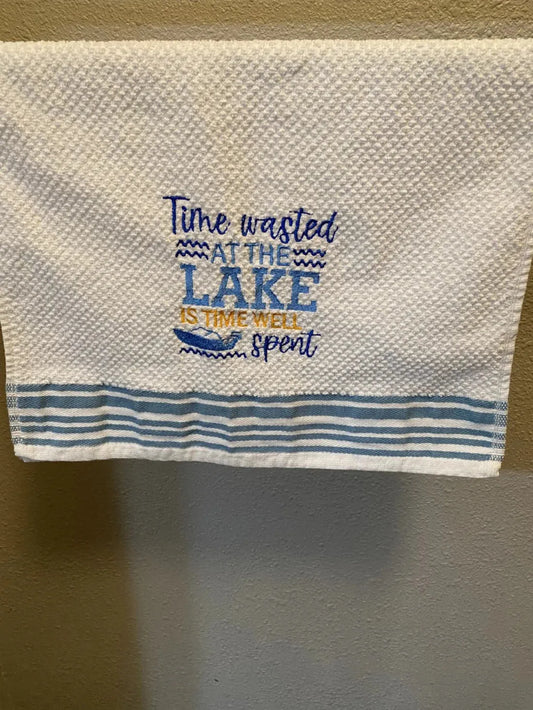 Time wasted
AT THE
LAKE
IS TIME WELL
spent